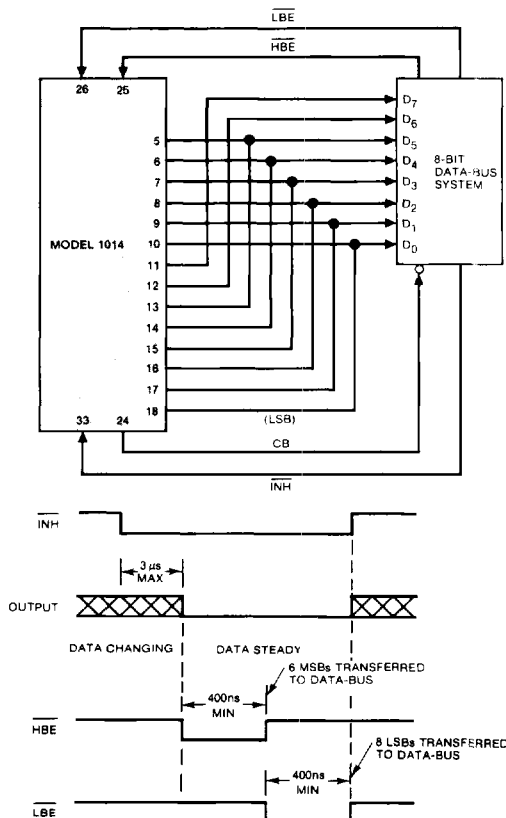 LBE
HBE
26 25
D7
D6
5 D5
6 D4
7 D3
8 D2
9 D1
10 D0
8-BIT
DATA-BUS
SYSTEM
MODEL 1014
11
12
13
14
15
16
17
18
(LSB)
33 24
CB
INH
INH
3 μs
MAX
OUTPUT
DATA CHANGING
DATA STEADY
6 MSBs TRANSFERRED
TO DATA-BUS
400ns
MIN
HBE
8 LSBs TRANSFERRED
TO DATA-BUS
400ns
MIN
LBE